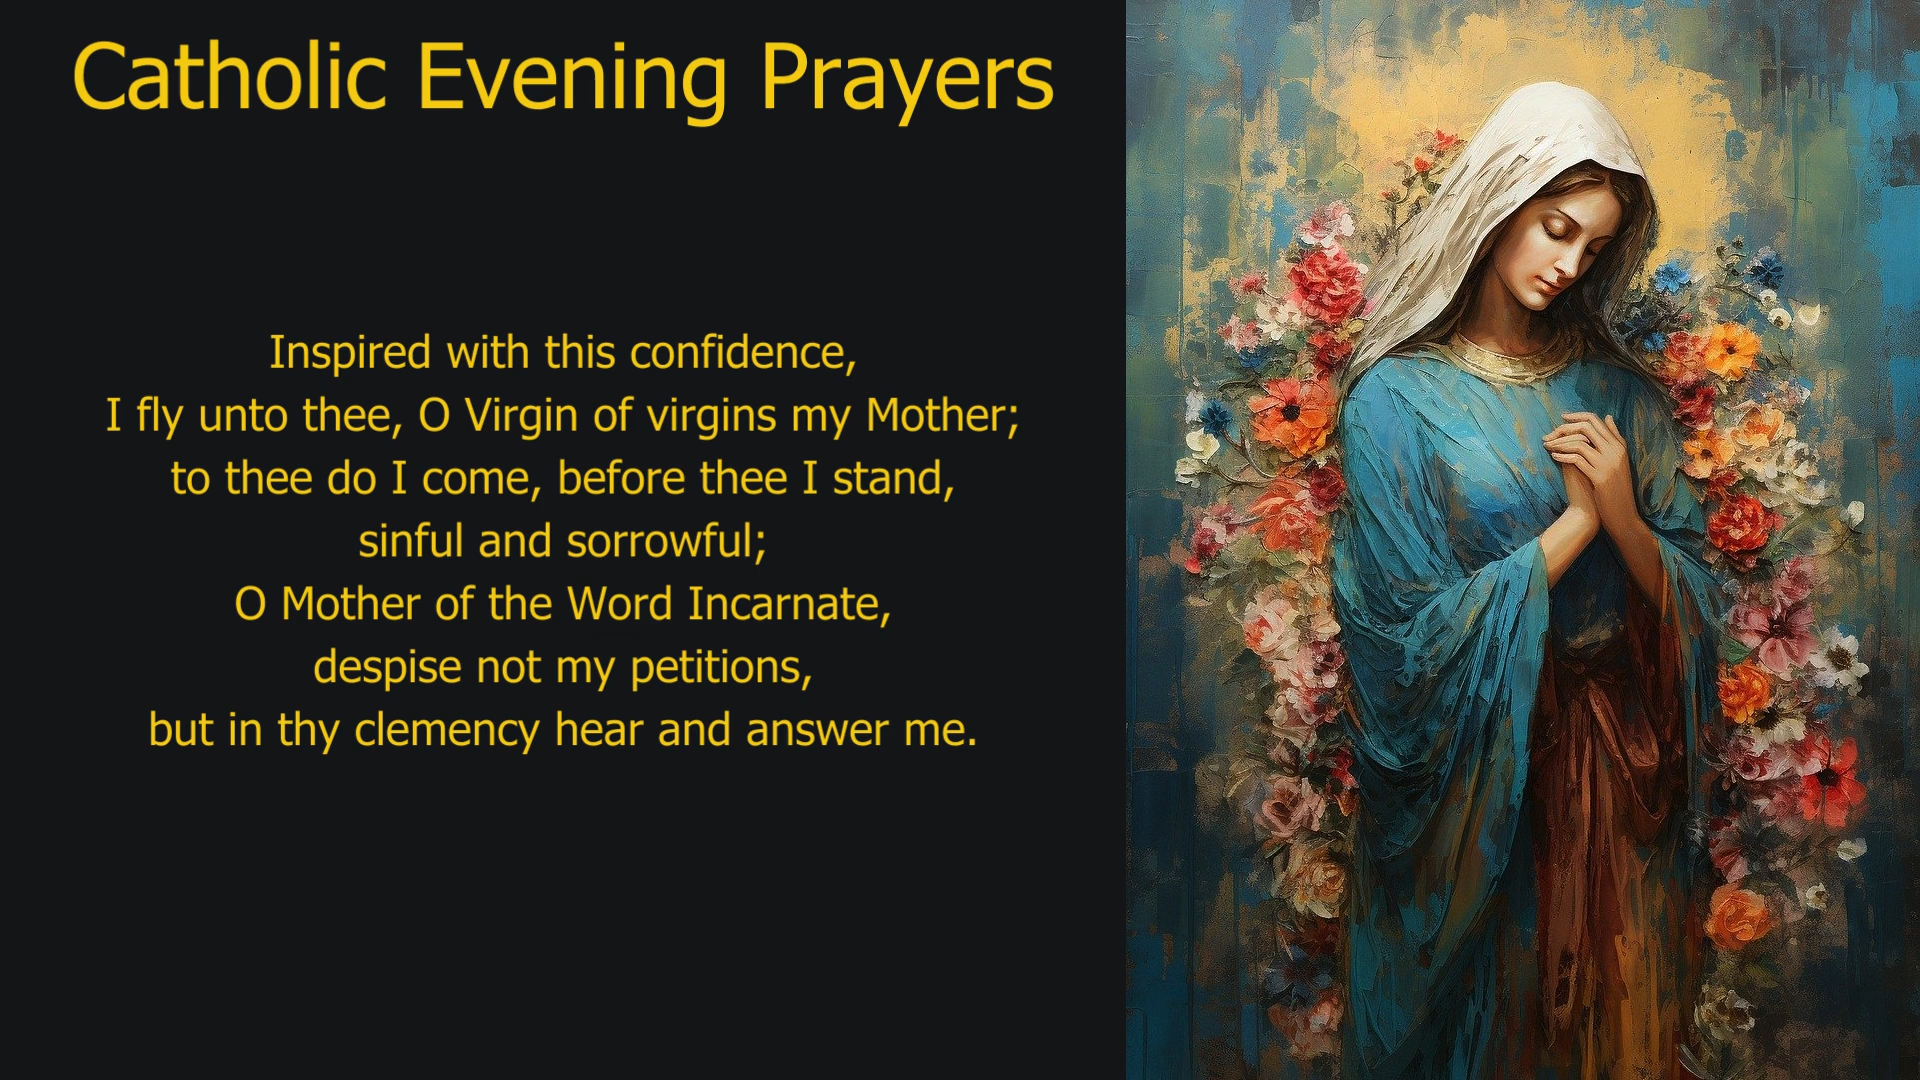 Catholic Evening Prayers
Inspired with this confidence,
I fly unto thee, O Virgin of virgins my Mother;
to thee do I come, before thee I stand,
sinful and sorrowful;
O Mother of the Word Incarnate,
despise not my petitions,
but in thy clemency hear and answer me.